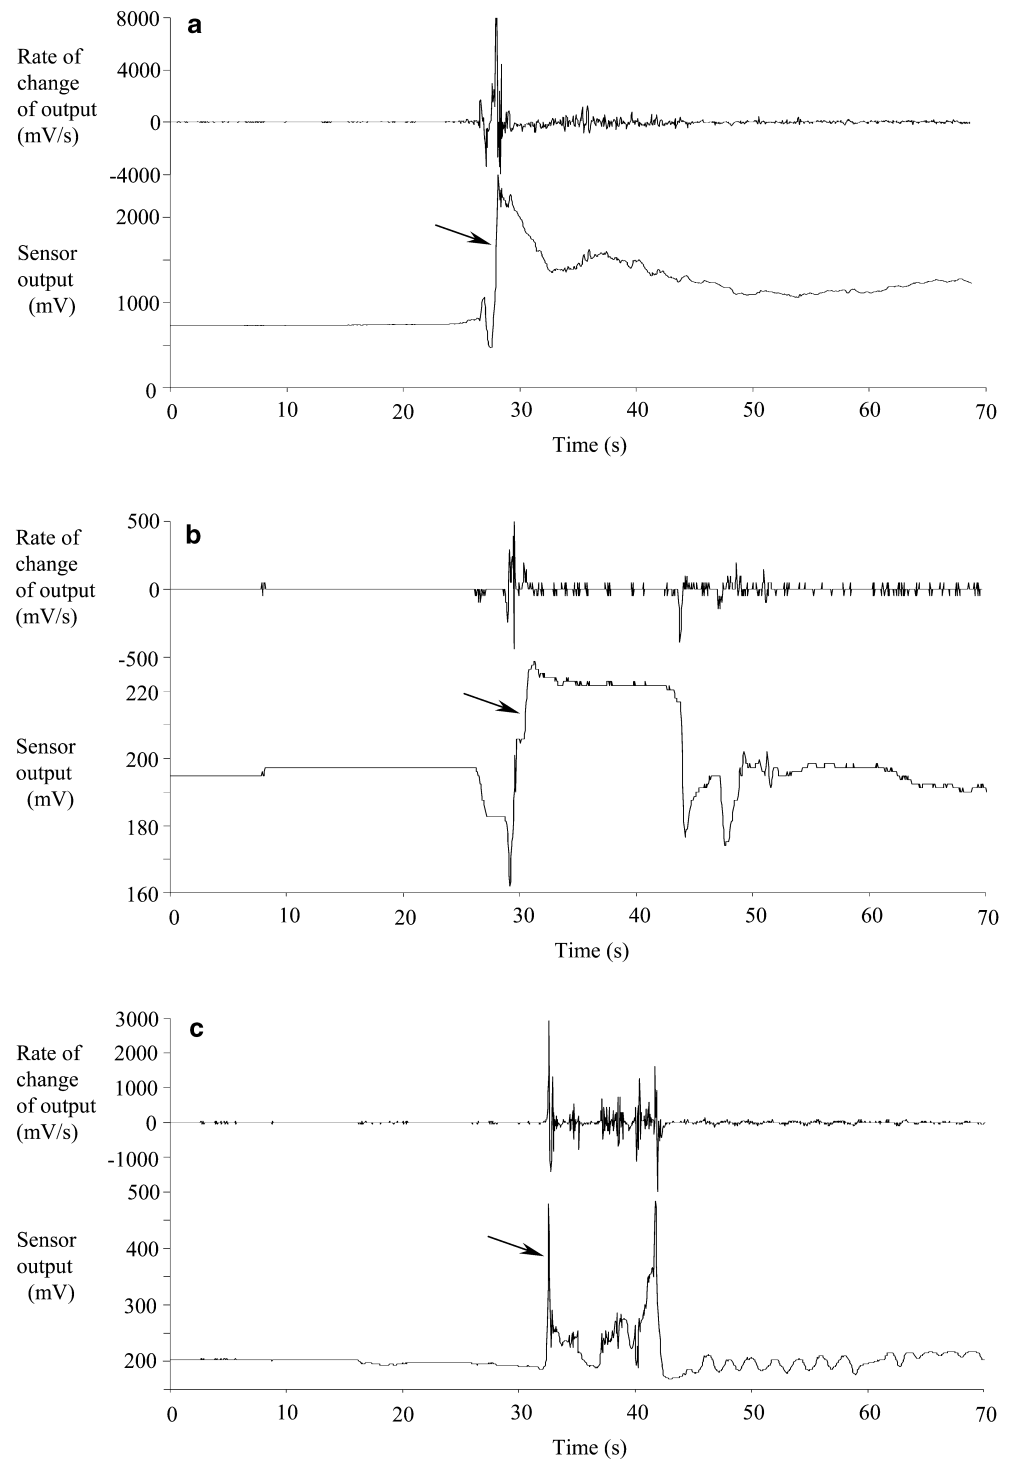 a
8000
4000
0
-4000
Rate of
change
of output
(mV/s)
2000
1000
0
Sensor
output
(mV)
0 10 20 30 40 50 60 70
Time (s)
b
500
0
-500
Rate of
change
of output
(mV/s)
220
200
180
160
Sensor
output
(mV)
0 10 20 30 40 50 60 70
Time (s)
c
3000
2000
1000
0
-1000
Rate of
change
of output
(mV/s)
500
400
300
200
Sensor
output
(mV)
0 10 20 30 40 50 60 70
Time (s)